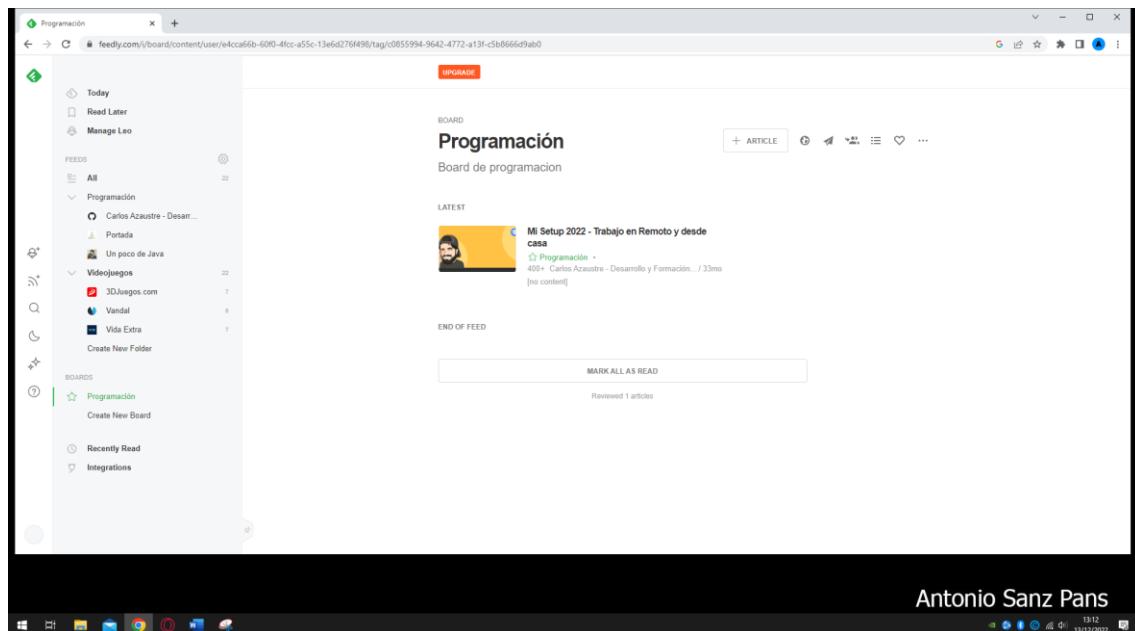 Programación
feedly.com/i/board/content/user/e4cca66b-60f0-4fcc-a55c-13e6d276f498/tag/c0855994-9642-4772-a13f-c5b8666d9ab0
UPGRADE
Today
Read Later
Manage Leo
FEEDS
All 22
Programación
Carlos Azaustre - Desarr...
Portada
Un poco de Java
Videojuegos 22
3DJuegos.com 7
Vandal 8
Vida Extra 7
Create New Folder
BOARDS
Programación
Create New Board
Recently Read
Integrations
BOARD
Programación
+ ARTICLE
Board de programacion
LATEST
Mi Setup 2022 - Trabajo en Remoto y desde
casa
Programación •
400+ Carlos Azaustre - Desarrollo y Formación... / 33mo
[no content]
END OF FEED
MARK ALL AS READ
Reviewed 1 articles
Antonio Sanz Pans
13:12
13/12/2022